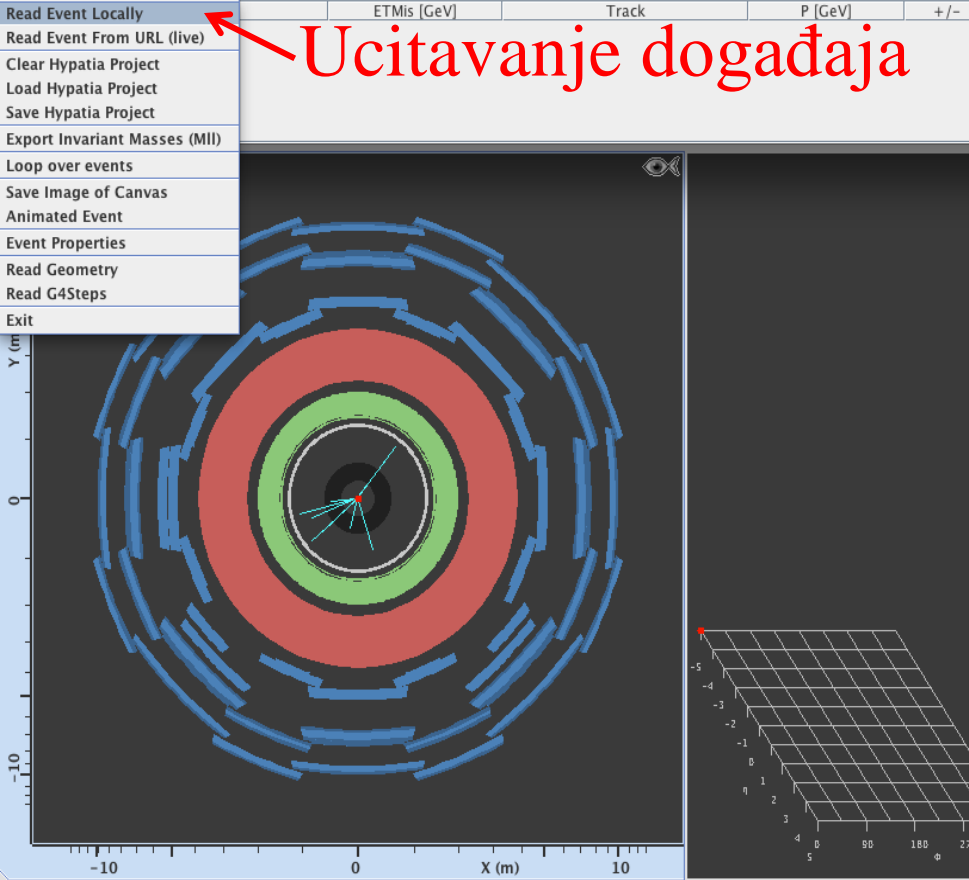 Read Event Locally
ETMis [GeV]
Track
P [GeV]
+/-
Ucitavanje događaja
Read Event From URL (live)
Clear Hypatia Project
Load Hypatia Project
Save Hypatia Project
Export Invariant Masses (Mll)
Loop over events
Save Image of Canvas
Animated Event
Event Properties
Read Geometry
Read G4Steps
Exit
Y (m
0
-10
-10
0
X (m)
10
-5
-4
-3
-2
-1
0
η
1
2
3
4
5
0
90
180
27
Φ